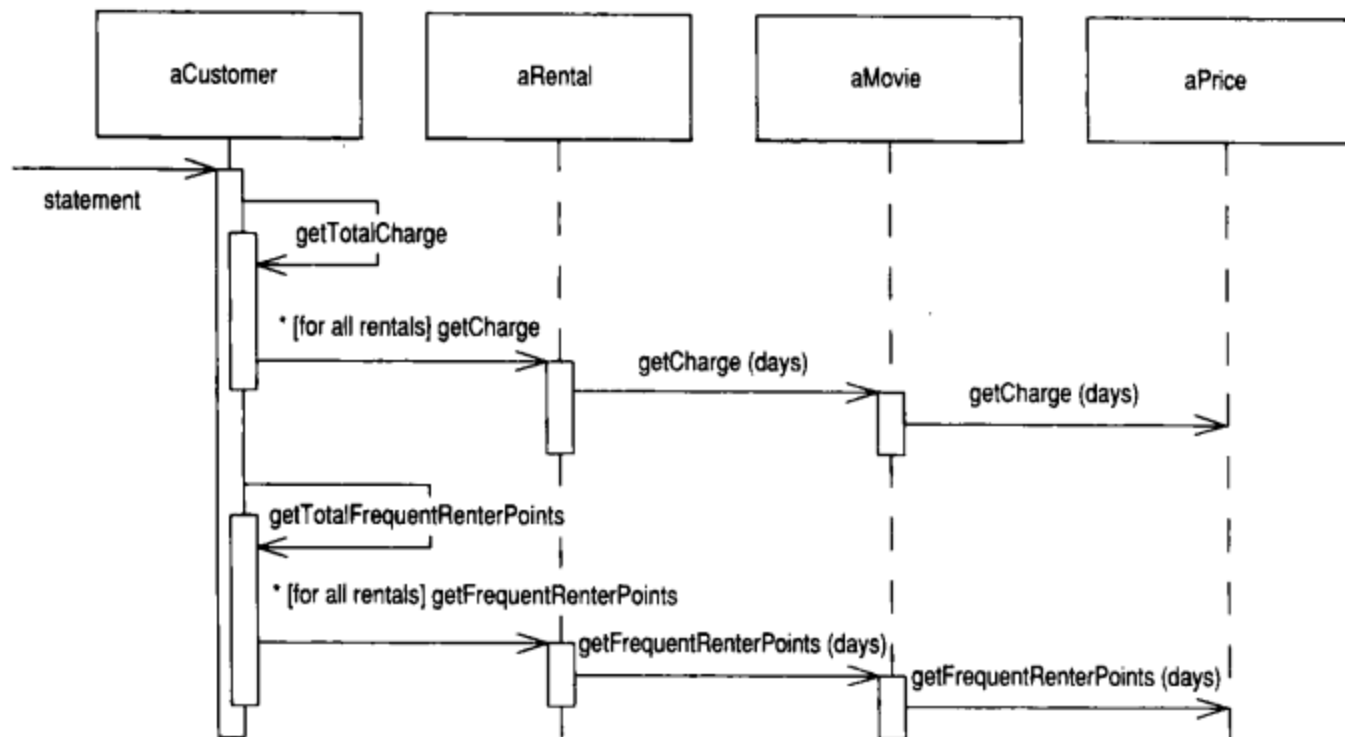 aCustomer
aRental
aMovie
aPrice
statement
getTotalCharge
* [for all rentals] getCharge
getCharge (days)
getCharge (days)
getTotalFrequentRenterPoints
* [for all rentals] getFrequentRenterPoints
getFrequentRenterPoints (days)
getFrequentRenterPoints (days)